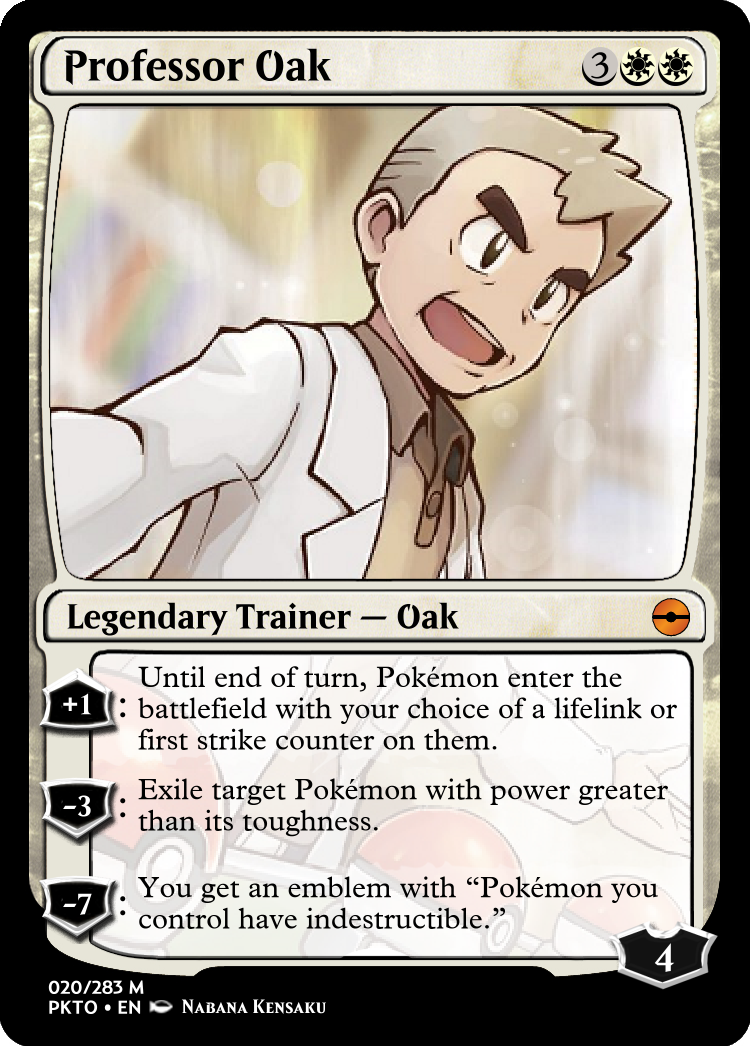 Professor Oak 3
Legendary Trainer — Oak
+1 : Until end of turn, Pokémon enter the
battlefield with your choice of a lifelink or
first strike counter on them.
-3 : Exile target Pokémon with power greater
than its toughness.
-7 : You get an emblem with “Pokémon you
control have indestructible.”
4
020/283 M
PKTO • EN NABANA KENSAKU